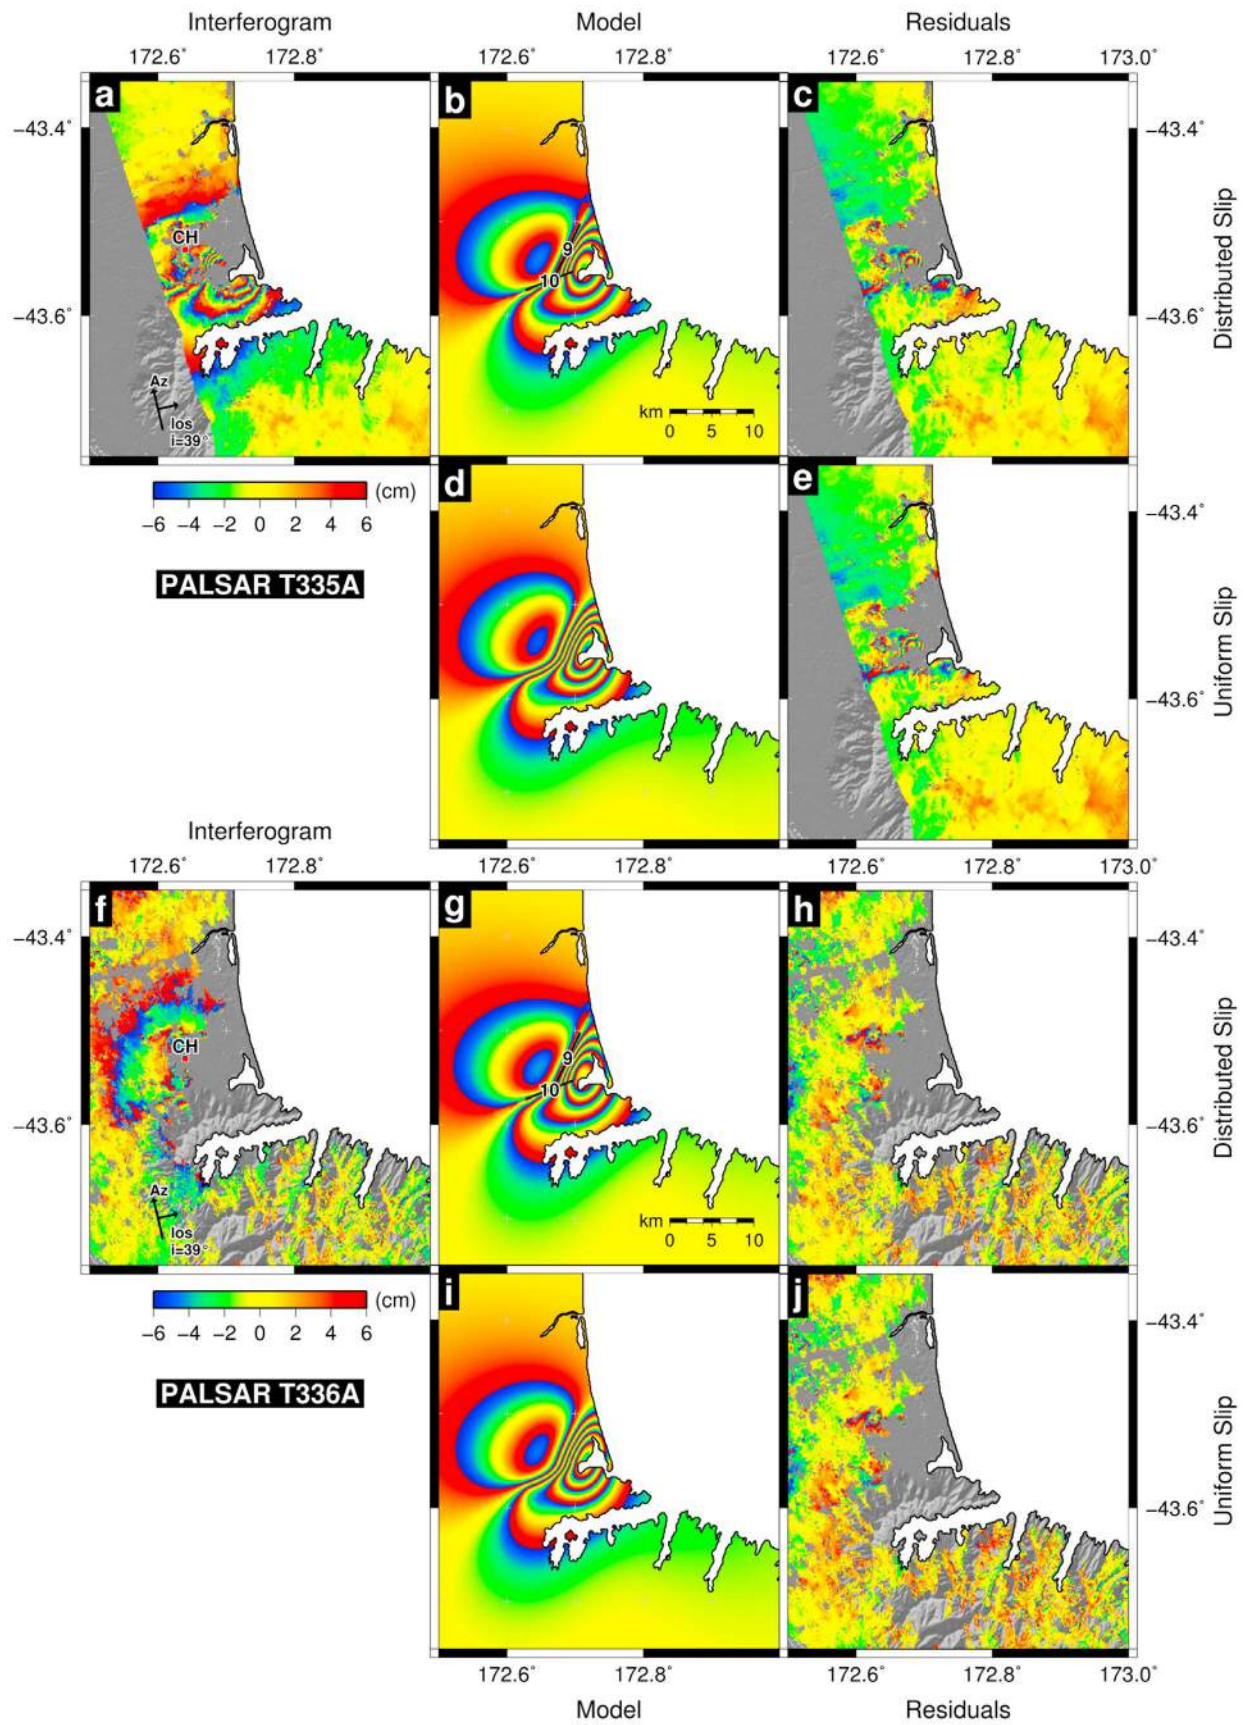 Interferogram
Model
Residuals
172.6° 172.8° 172.6° 172.8° 172.6° 172.8° 173.0°
a
b
c
−43.4°
−43.4°
Distributed Slip
CH
9
10
−43.6°
−43.6°
Az
los
i=39°
km
0 5 10
d
e
(cm)
−6 −4 −2 0 2 4 6
−43.4°
PALSAR T335A
Uniform Slip
−43.6°
Interferogram
172.6° 172.8° 172.6° 172.8° 172.6° 172.8° 173.0°
f
g
h
−43.4°
−43.4°
Distributed Slip
CH
9
10
−43.6°
−43.6°
Az
los
i=39°
km
0 5 10
i
j
(cm)
−6 −4 −2 0 2 4 6
−43.4°
PALSAR T336A
Uniform Slip
−43.6°
172.6° 172.8° 172.6° 172.8° 173.0°
Model
Residuals